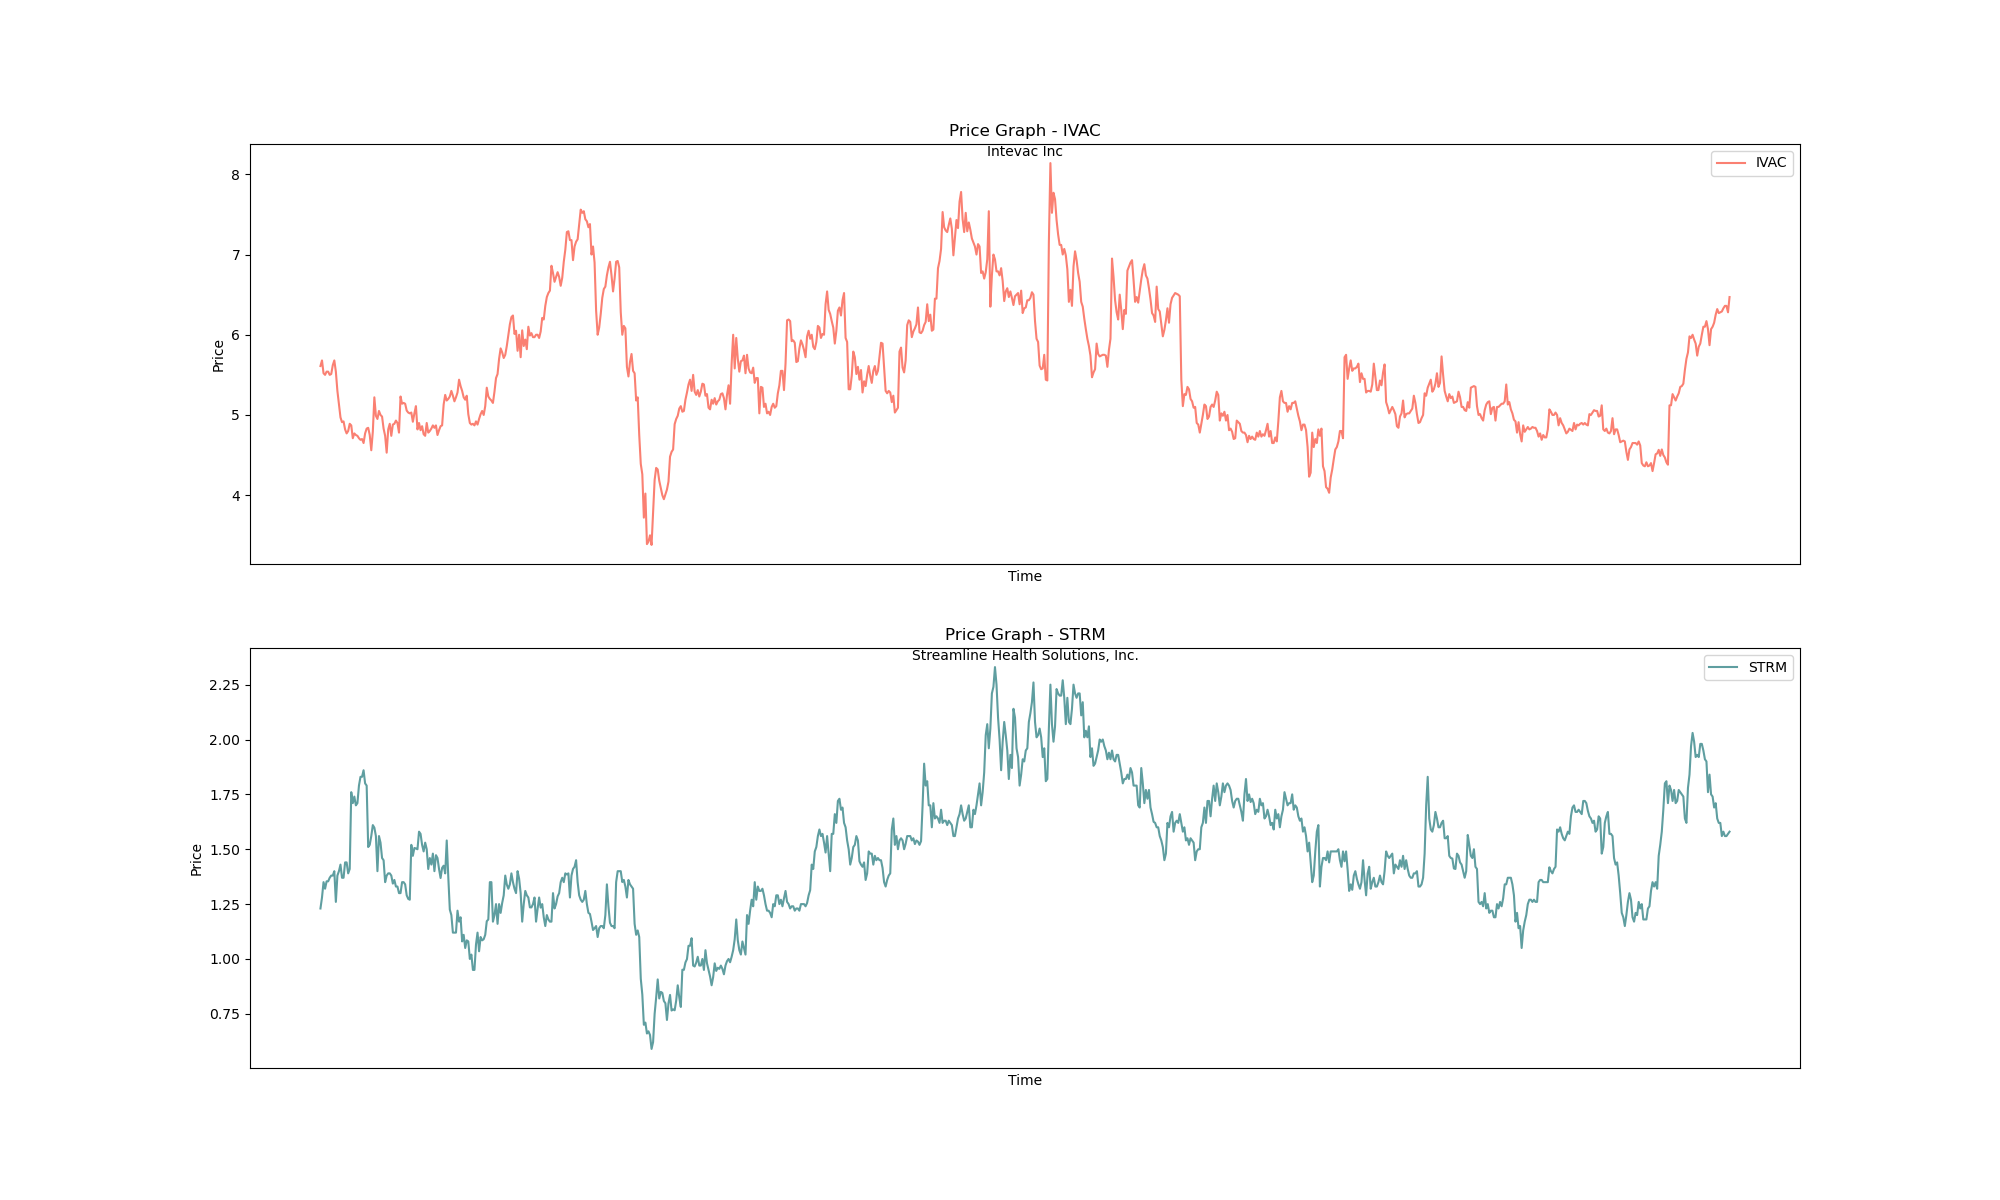 Price Graph - IVAC
Intevac Inc
IVAC
8
7
6
5
4
Price
Time
Price Graph - STRM
Streamline Health Solutions, Inc.
STRM
2.25
2.00
1.75
1.50
1.25
1.00
0.75
Price
Time